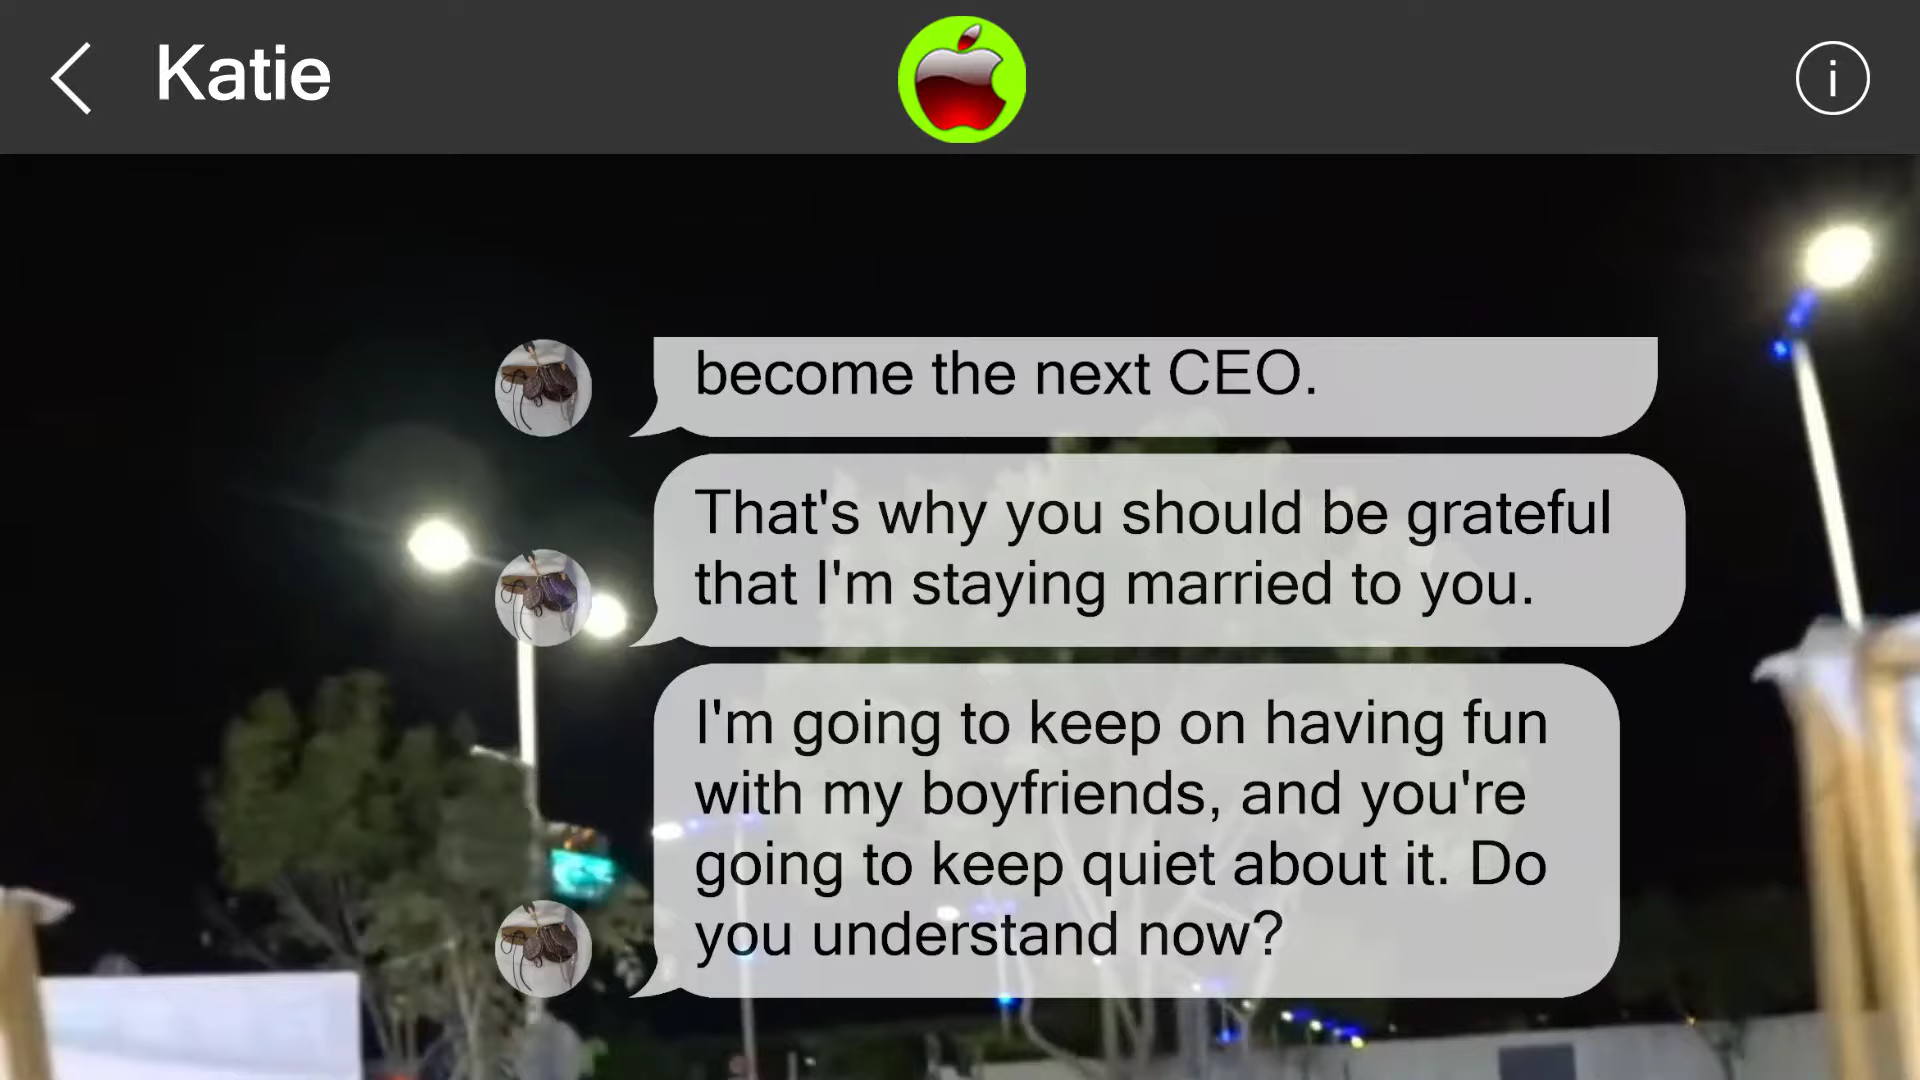 Katie
become the next CEO.
That's why you should be grateful
that I'm staying married to you.
I'm going to keep on having fun
with my boyfriends, and you're
going to keep quiet about it. Do
you understand now?